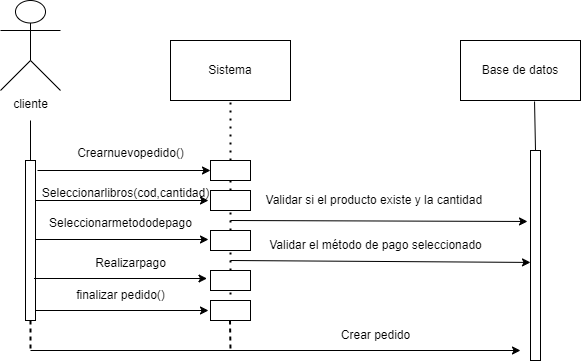 cliente
Sistema
Base de datos
Crearnuevopedido()
Seleccionarlibros(cod,cantidad)
Validar si el producto existe y la cantidad
Seleccionarmetododepago
Validar el método de pago seleccionado
Realizarpago
finalizar pedido()
Crear pedido